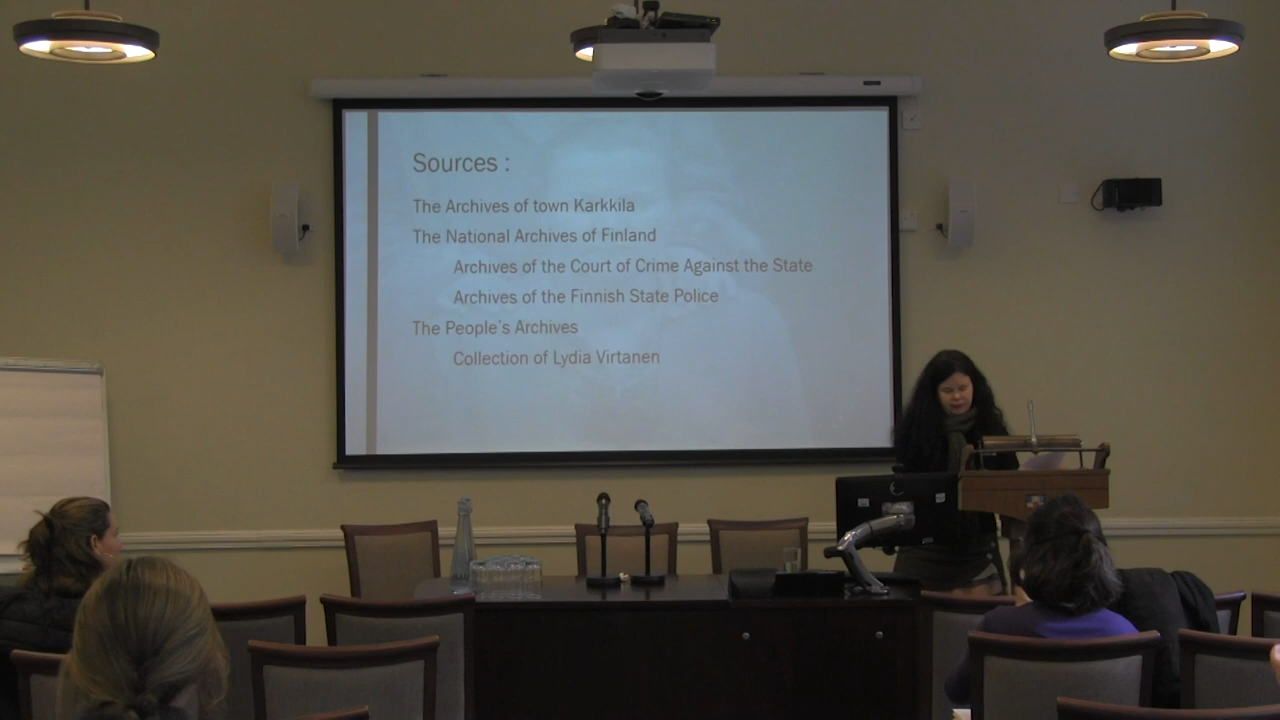 Sources :
The Archives of town Karkkila
The National Archives of Finland
Archives of the Court of Crime Against the State
Archives of the Finnish State Police
The People's Archives
Collection of Lydia Virtanen